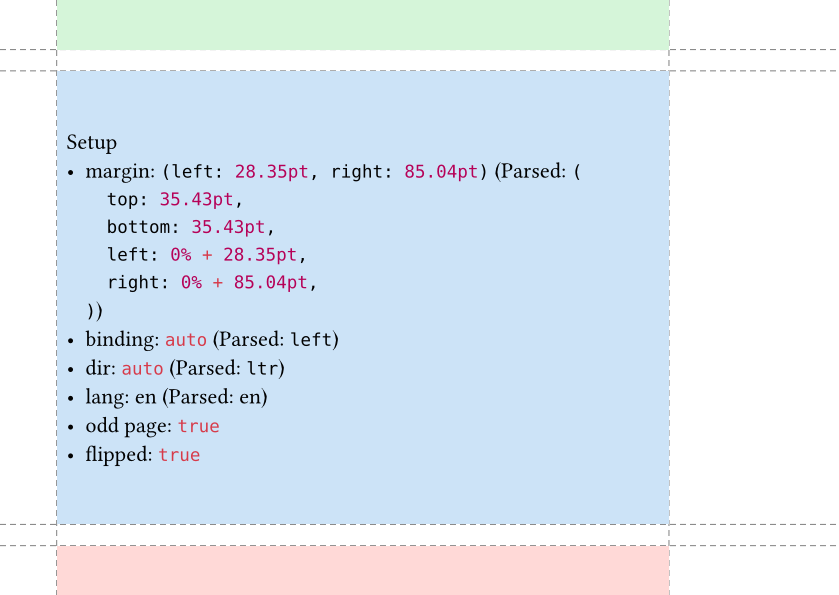 Setup
• margin: (left: 28.35pt, right: 85.04pt) (Parsed: (
top: 35.43pt,
bottom: 35.43pt,
left: 0% + 28.35pt,
right: 0% + 85.04pt,
))
• binding: auto (Parsed: left)
• dir: auto (Parsed: ltr)
• lang: en (Parsed: en)
• odd page: true
• flipped: true